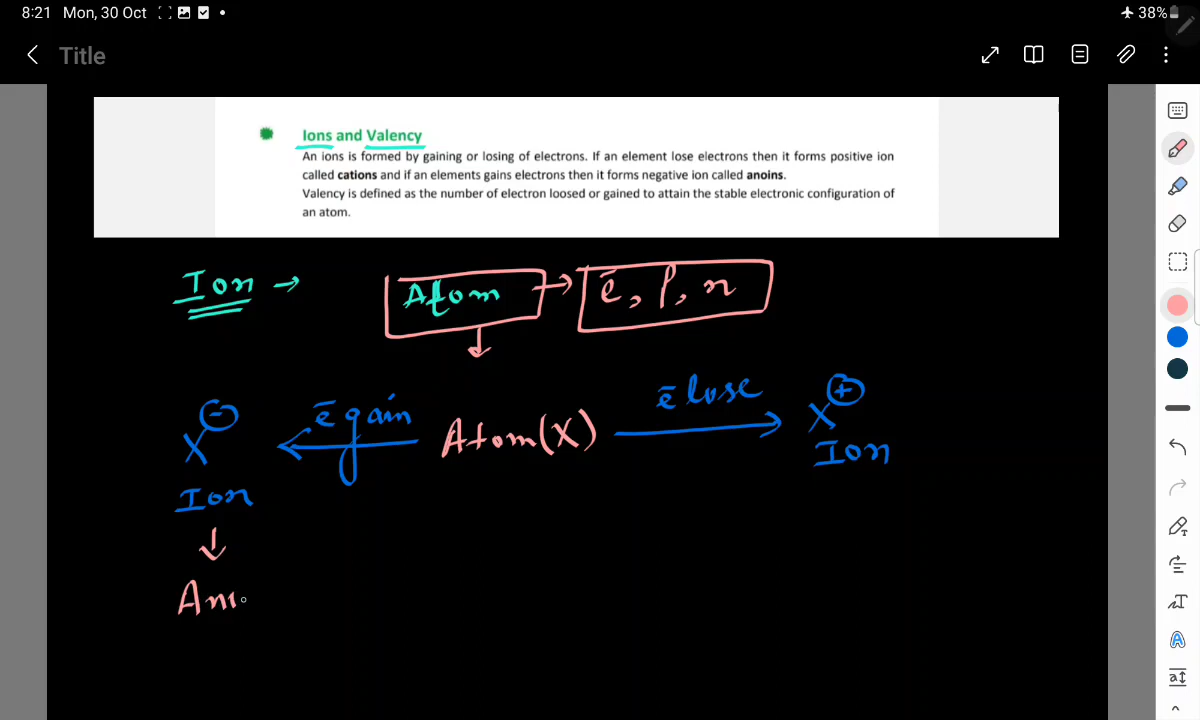 8:21 Mon, 30 Oct
38%
Title
Ions and Valency
An ions is formed by gaining or losing of electrons. If an element lose electrons then it forms positive ion
called cations and if an elements gains electrons then it forms negative ion called anoins.
Valency is defined as the number of electron loosed or gained to attain the stable electronic configuration of
an atom.
Ion → Atom → ē, p, n
↓
X⊖ ← ē gain Atom(X) ē lose → X⊕
Ion
Ion
↓
Ani